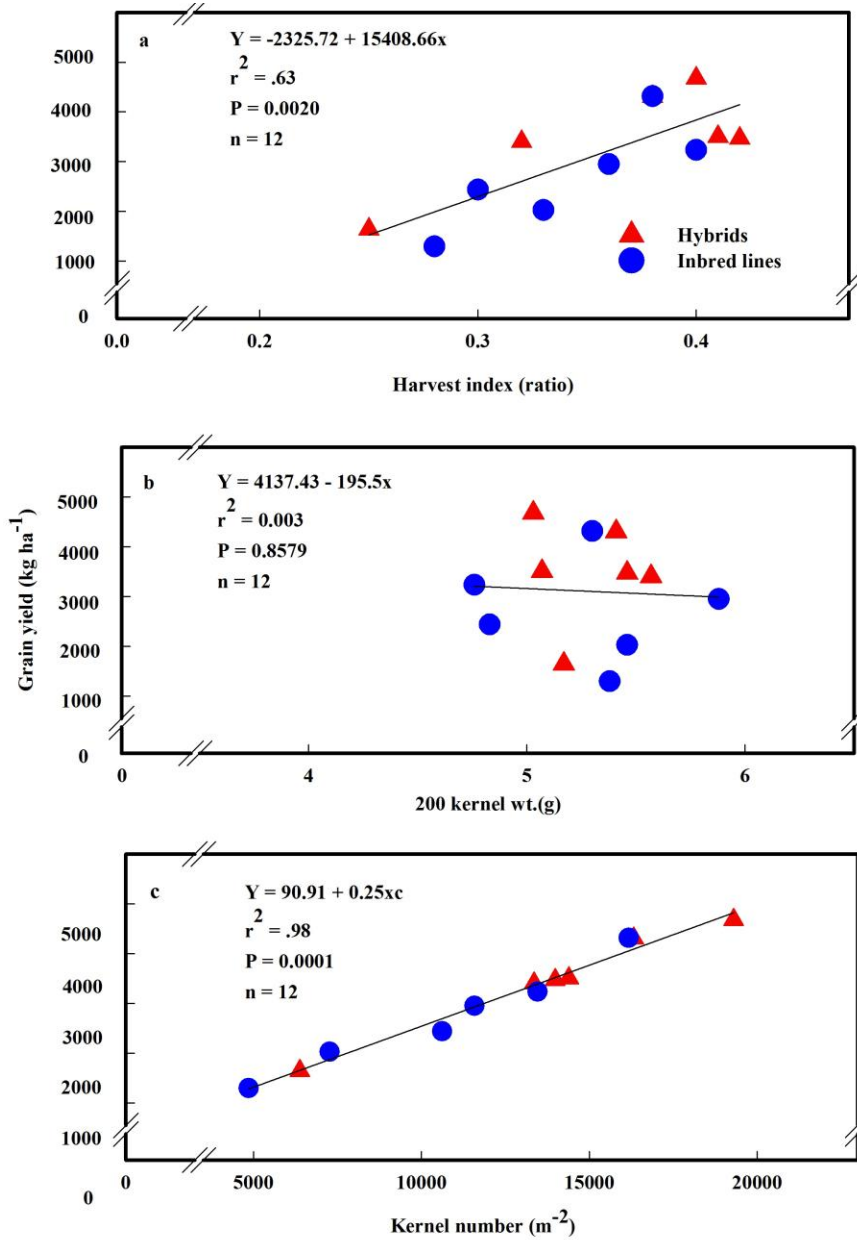 a
Y = -2325.72 + 15408.66x
r² = .63
P = 0.0020
n = 12
5000
4000
3000
2000
1000
0
Hybrids
Inbred lines
0.0 0.2 0.3 0.4
Harvest index (ratio)
b
Y = 4137.43 - 195.5x
r² = 0.003
P = 0.8579
n = 12
Grain yield (kg ha⁻¹)
5000
4000
3000
2000
1000
0
0 4 5 6
200 kernel wt.(g)
c
Y = 90.91 + 0.25xc
r² = .98
P = 0.0001
n = 12
5000
4000
3000
2000
1000
0
0 5000 10000 15000 20000
Kernel number (m⁻²)